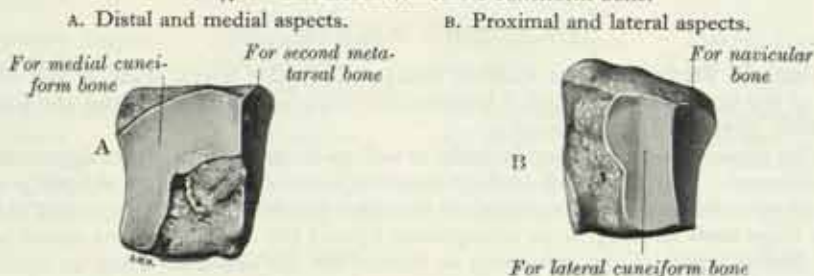 A. Distal and medial aspects.
B. Proximal and lateral aspects.
For medial cunei-
form bone
For second meta-
tarsal bone
A
For navicular
bone
B
For lateral cuneiform bone